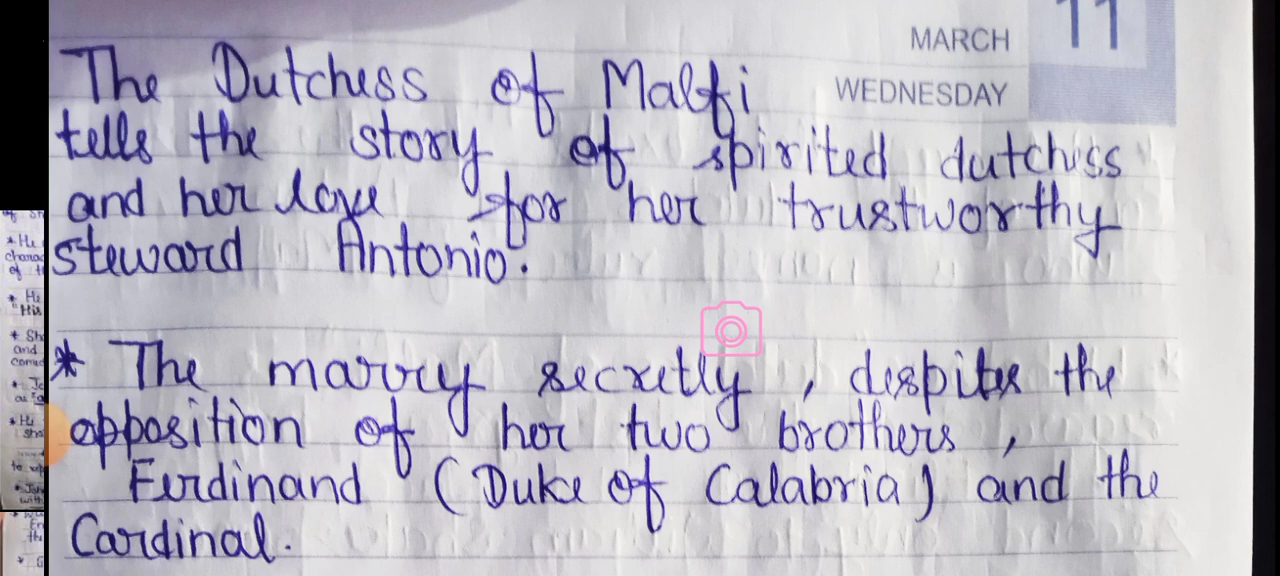 MARCH
11
WEDNESDAY
The Dutchess of Malfi
tells the story of spirited dutchess
and her love for her trustworthy
steward Antonio.
* The marry secretly, despites the
opposition of her two brothers,
Ferdinand (Duke of Calabria) and the
Cardinal.